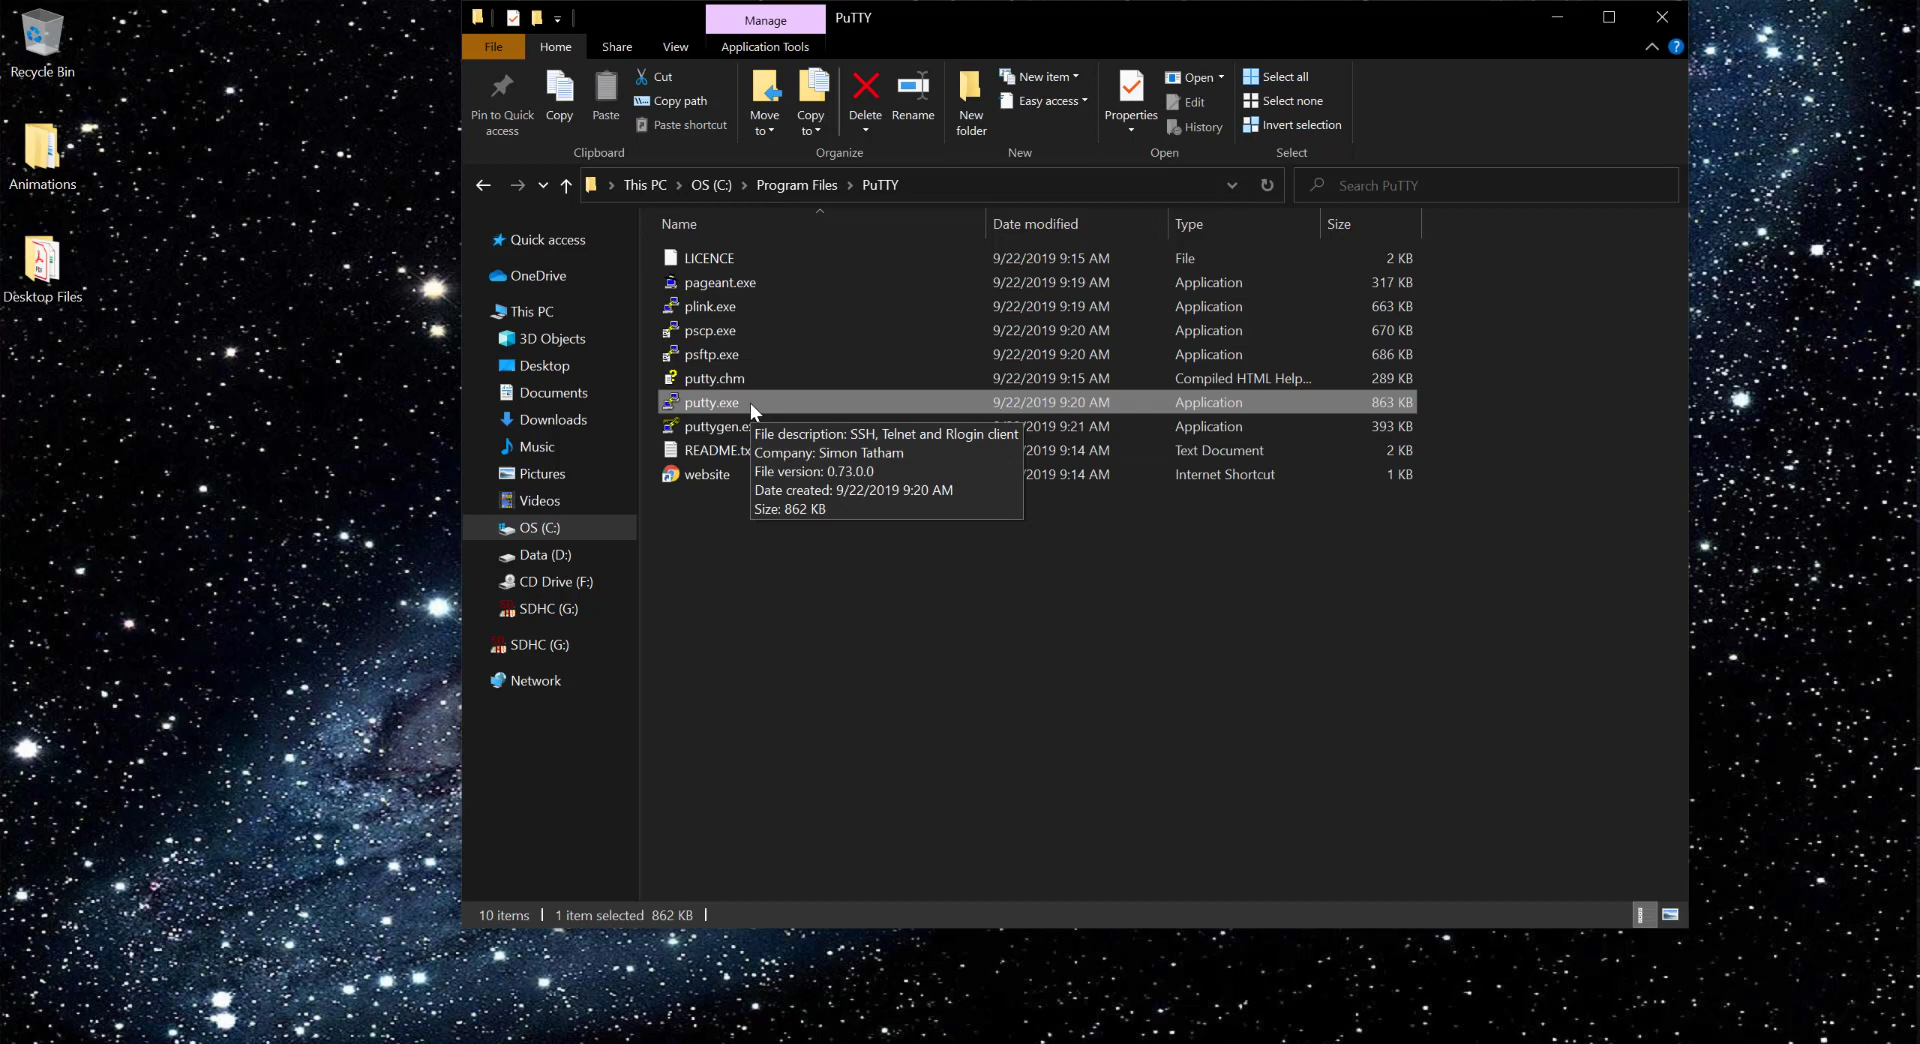 Recycle Bin
Animations
Desktop Files
Manage
PuTTY
File
Home
Share
View
Application Tools
Pin to Quick
access
Copy
Paste
Cut
Copy path
Paste shortcut
Clipboard
Move
to
Copy
to
Delete
Rename
Organize
New
folder
New item
Easy access
New
Properties
Open
Edit
History
Open
Select all
Select none
Invert selection
Select
This PC > OS (C:) > Program Files > PuTTY
Search PuTTY
Quick access
OneDrive
This PC
3D Objects
Desktop
Documents
Downloads
Music
Pictures
Videos
OS (C:)
Data (D:)
CD Drive (F:)
SDHC (G:)
SDHC (G:)
Network
Name Date modified Type Size
LICENCE 9/22/2019 9:15 AM File 2 KB
pageant.exe 9/22/2019 9:19 AM Application 317 KB
plink.exe 9/22/2019 9:19 AM Application 663 KB
pscp.exe 9/22/2019 9:20 AM Application 670 KB
psftp.exe 9/22/2019 9:20 AM Application 686 KB
putty.chm 9/22/2019 9:15 AM Compiled HTML Help... 289 KB
putty.exe 9/22/2019 9:20 AM Application 863 KB
puttygen.e /2019 9:21 AM Application 393 KB
README.tx /2019 9:14 AM Text Document 2 KB
website /2019 9:14 AM Internet Shortcut 1 KB
File description: SSH, Telnet and Rlogin client
Company: Simon Tatham
File version: 0.73.0.0
Date created: 9/22/2019 9:20 AM
Size: 862 KB
10 items
1 item selected 862 KB